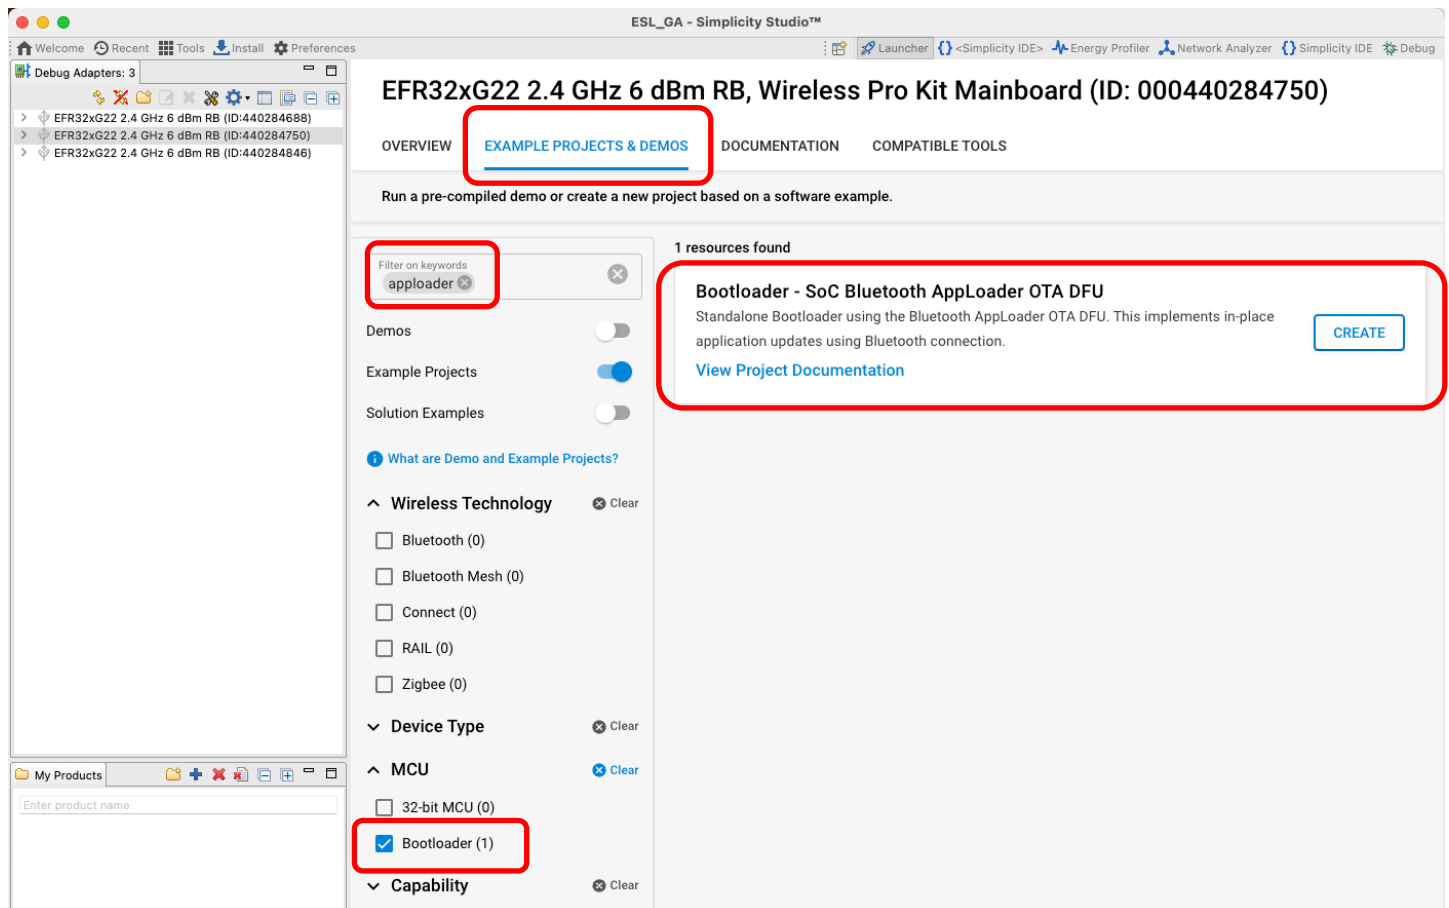 ESL_GA - Simplicity Studio™
Welcome Recent Tools Install Preferences
Launcher <Simplicity IDE> Energy Profiler Network Analyzer Simplicity IDE Debug
Debug Adapters: 3
EFR32xG22 2.4 GHz 6 dBm RB (ID:440284688)
EFR32xG22 2.4 GHz 6 dBm RB (ID:440284750)
EFR32xG22 2.4 GHz 6 dBm RB (ID:440284846)
My Products
Enter product name
EFR32xG22 2.4 GHz 6 dBm RB, Wireless Pro Kit Mainboard (ID: 000440284750)
OVERVIEW EXAMPLE PROJECTS & DEMOS DOCUMENTATION COMPATIBLE TOOLS
Run a pre-compiled demo or create a new project based on a software example.
Filter on keywords
apploader
Demos
Example Projects
Solution Examples
What are Demo and Example Projects?
Wireless Technology Clear
Bluetooth (0)
Bluetooth Mesh (0)
Connect (0)
RAIL (0)
Zigbee (0)
Device Type Clear
MCU Clear
32-bit MCU (0)
Bootloader (1)
Capability Clear
1 resources found
Bootloader - SoC Bluetooth AppLoader OTA DFU
Standalone Bootloader using the Bluetooth AppLoader OTA DFU. This implements in-place
application updates using Bluetooth connection.
CREATE
View Project Documentation